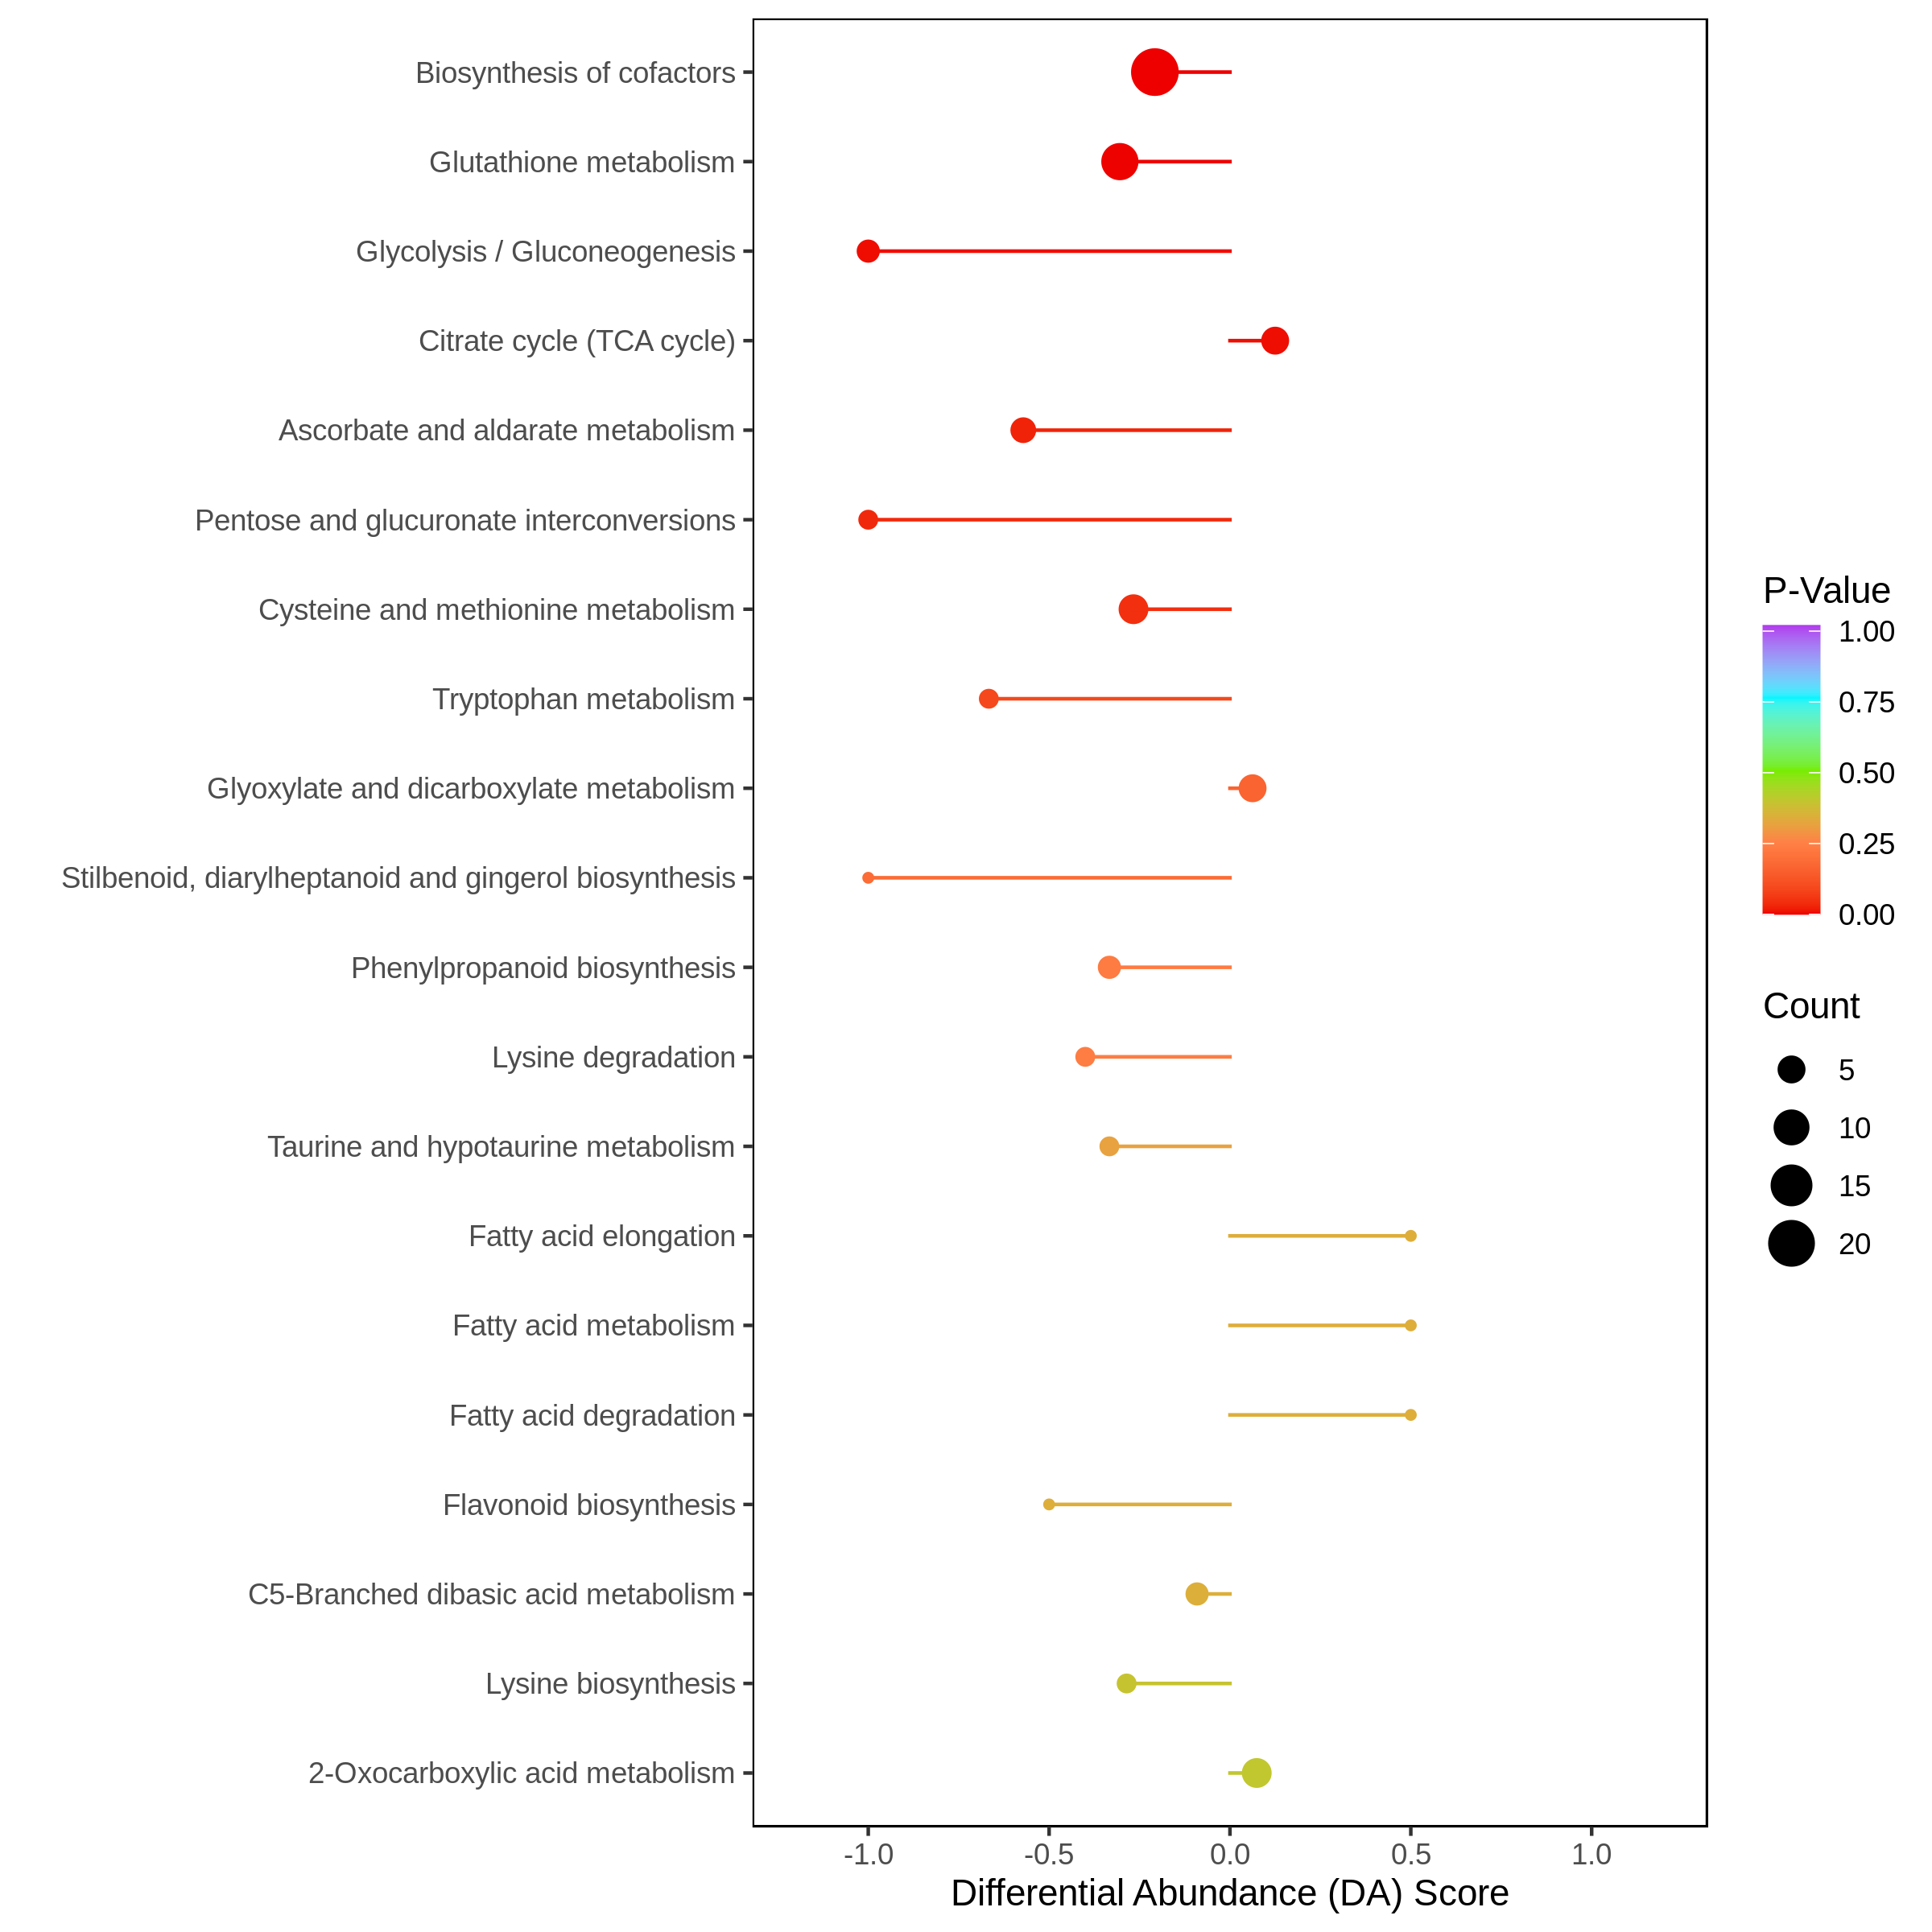 Biosynthesis of cofactors
Glutathione metabolism
Glycolysis / Gluconeogenesis
Citrate cycle (TCA cycle)
Ascorbate and aldarate metabolism
Pentose and glucuronate interconversions
Cysteine and methionine metabolism
Tryptophan metabolism
Glyoxylate and dicarboxylate metabolism
Stilbenoid, diarylheptanoid and gingerol biosynthesis
Phenylpropanoid biosynthesis
Lysine degradation
Taurine and hypotaurine metabolism
Fatty acid elongation
Fatty acid metabolism
Fatty acid degradation
Flavonoid biosynthesis
C5-Branched dibasic acid metabolism
Lysine biosynthesis
2-Oxocarboxylic acid metabolism
-1.0 -0.5 0.0 0.5 1.0
Differential Abundance (DA) Score
P-Value
1.00
0.75
0.50
0.25
0.00
Count
5
10
15
20